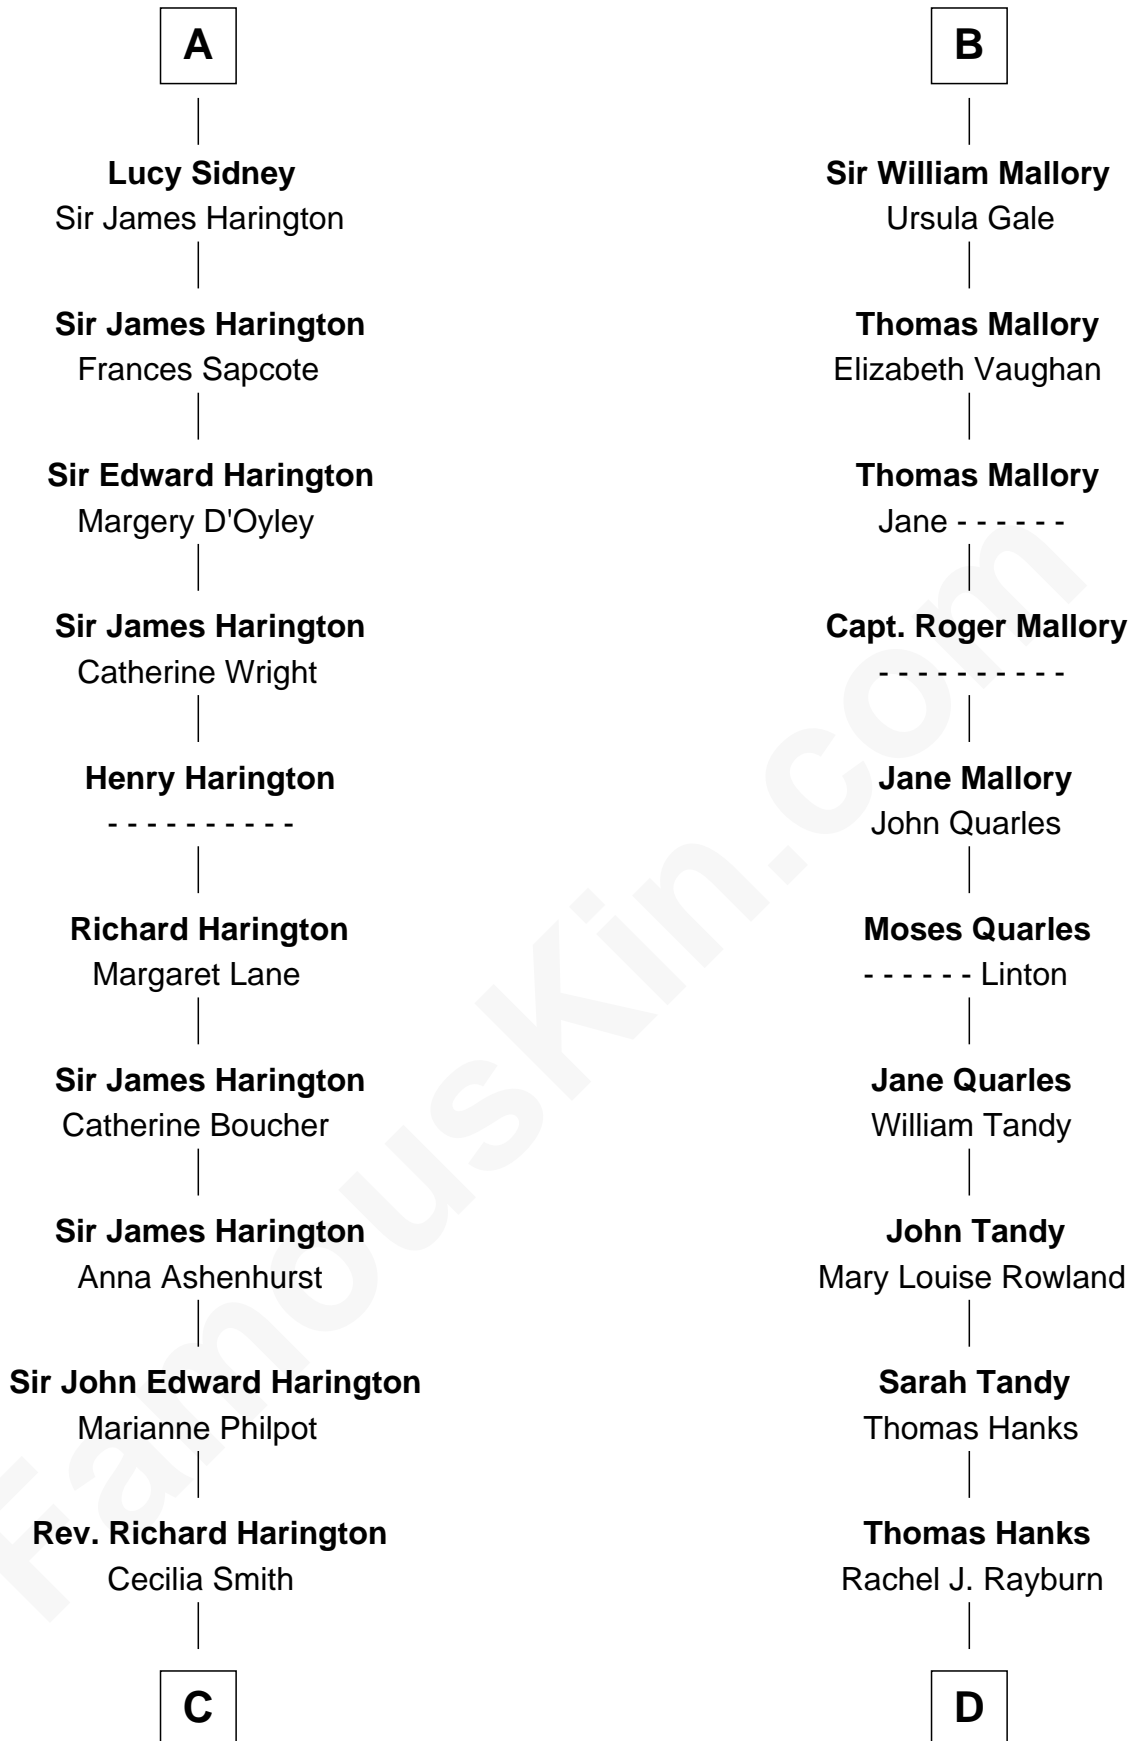 A
Lucy Sidney
Sir James Harington
Sir James Harington
Frances Sapcote
Sir Edward Harington
Margery D'Oyley
Sir James Harington
Catherine Wright
Henry Harington
- - - - - - - - - -
Richard Harington
Margaret Lane
Sir James Harington
Catherine Boucher
Sir James Harington
Anna Ashenhurst
Sir John Edward Harington
Marianne Philpot
Rev. Richard Harington
Cecilia Smith
C
B
Sir William Mallory
Ursula Gale
Thomas Mallory
Elizabeth Vaughan
Thomas Mallory
Jane - - - - - -
Capt. Roger Mallory
- - - - - - - - - -
Jane Mallory
John Quarles
Moses Quarles
- - - - - - Linton
Jane Quarles
William Tandy
John Tandy
Mary Louise Rowland
Sarah Tandy
Thomas Hanks
Thomas Hanks
Rachel J. Rayburn
D
FamousKin.com